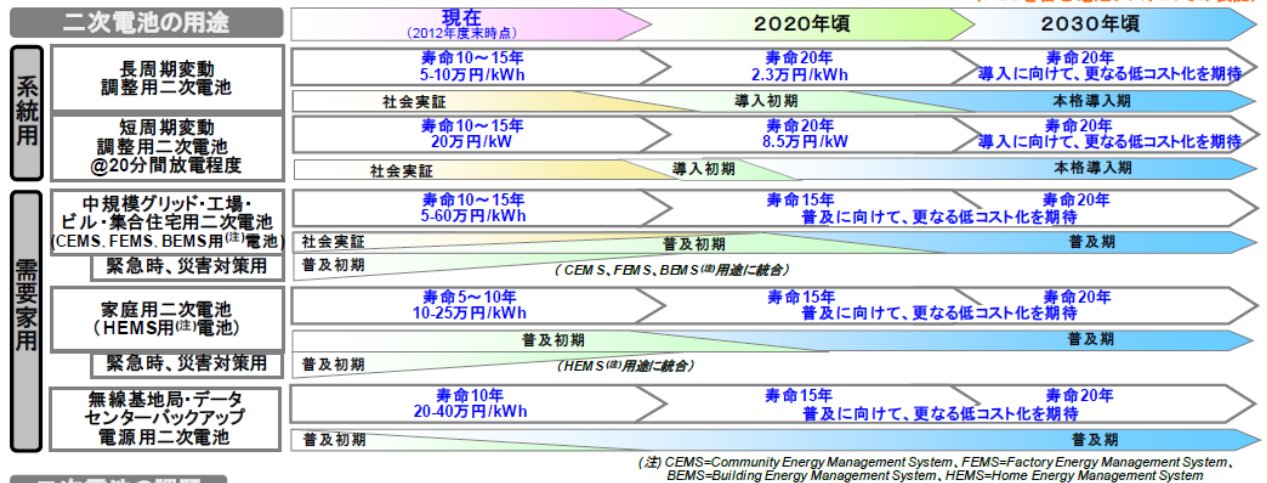 二次電池の用途
現在
(2012年度末時点)
2020年頃
2030年頃
系統用
長周期変動
調整用二次電池
寿命10～15年
5-10万円/kWh
寿命20年
2.3万円/kWh
寿命20年
導入に向けて、更なる低コスト化を期待
社会実証
導入初期
本格導入期
短周期変動
調整用二次電池
@20分間放電程度
寿命10～15年
20万円/kW
寿命20年
8.5万円/kW
寿命20年
導入に向けて、更なる低コスト化を期待
社会実証
導入初期
本格導入期
需要家用
中規模グリッド・工場・
ビル・集合住宅用二次電池
(CEMS、FEMS、BEMS用(注)電池)
寿命10～15年
5-60万円/kWh
寿命15年
寿命20年
普及に向けて、更なる低コスト化を期待
社会実証
普及初期
普及期
緊急時、災害対策用
普及初期
(CEMS、FEMS、BEMS(注)用途に統合)
家庭用二次電池
(HEMS用(注)電池)
寿命5～10年
10-25万円/kWh
寿命15年
寿命20年
普及に向けて、更なる低コスト化を期待
普及初期
普及期
緊急時、災害対策用
普及初期
(HEMS(注)用途に統合)
無線基地局・データ
センターバックアップ
電源用二次電池
寿命10年
20-40万円/kWh
寿命15年
寿命20年
普及に向けて、更なる低コスト化を期待
普及初期
普及期
(注) CEMS=Community Energy Management System、FEMS=Factory Energy Management System、
BEMS=Building Energy Management System、HEMS=Home Energy Management System
二次電池の課題